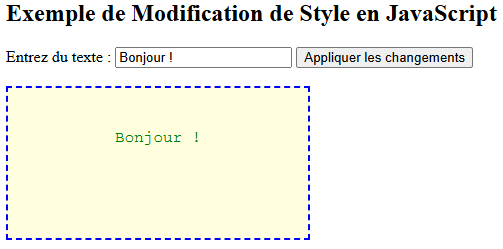 Exemple de Modification de Style en JavaScript
Entrez du texte : Bonjour ! Appliquer les changements
Bonjour !